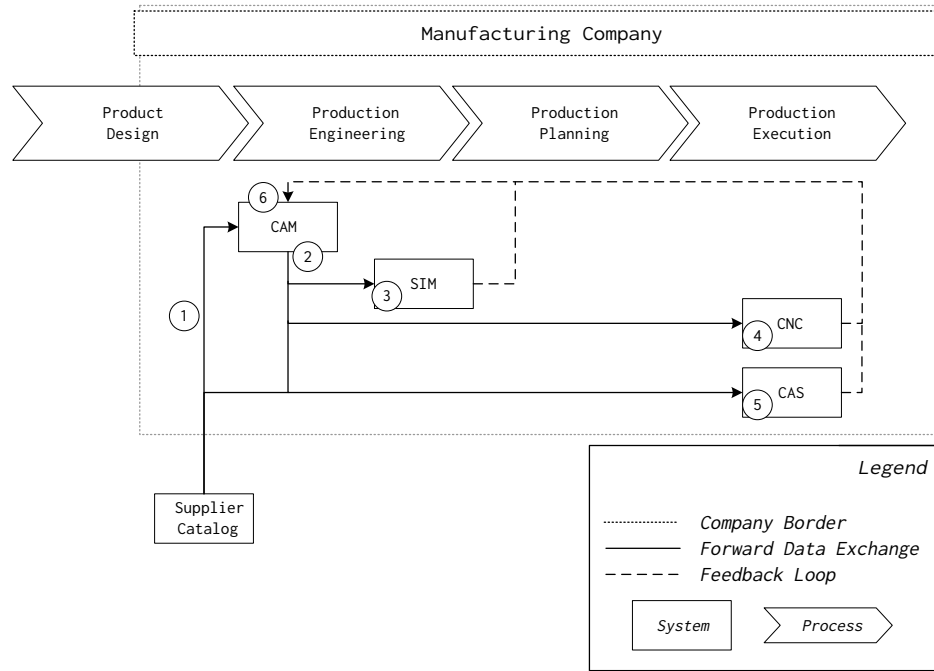 Manufacturing Company
Product
Design
Production
Engineering
Production
Planning
Production
Execution
6
CAM
2
SIM
3
1
CNC
4
CAS
5
Supplier
Catalog
Legend
Company Border
Forward Data Exchange
Feedback Loop
System
Process